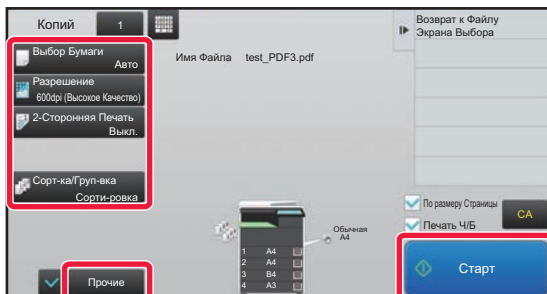 Копий 1
Выбор Бумаги
Авто
Разрешение
600dpi (Высокое Качество)
2-Сторонняя Печать
Выкл.
Сорт-ка/Груп-вка
Сорти-ровка
Прочие
Имя Файла test_PDF3.pdf
Обычная
A4
1 A4
2 A4
3 B4
4 A3
Возврат к Файлу
Экрана Выбора
По размеру Страницы
Печать Ч/Б
CA
Старт